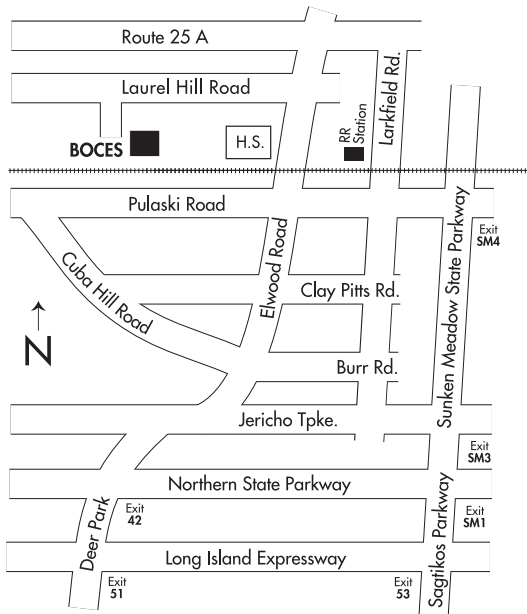 Route 25 A
Laurel Hill Road
Larkfield Rd.
BOCES
H.S.
RR
Station
Pulaski Road
Exit
SM4
Cuba Hill Road
Elwood Road
Sunken Meadow State Parkway
Clay Pitts Rd.
N
Burr Rd.
Jericho Tpke.
Exit
SM3
Northern State Parkway
Deer Park
Exit
42
Sagtikos Parkway
Exit
SM1
Long Island Expressway
Exit
51
Exit
53